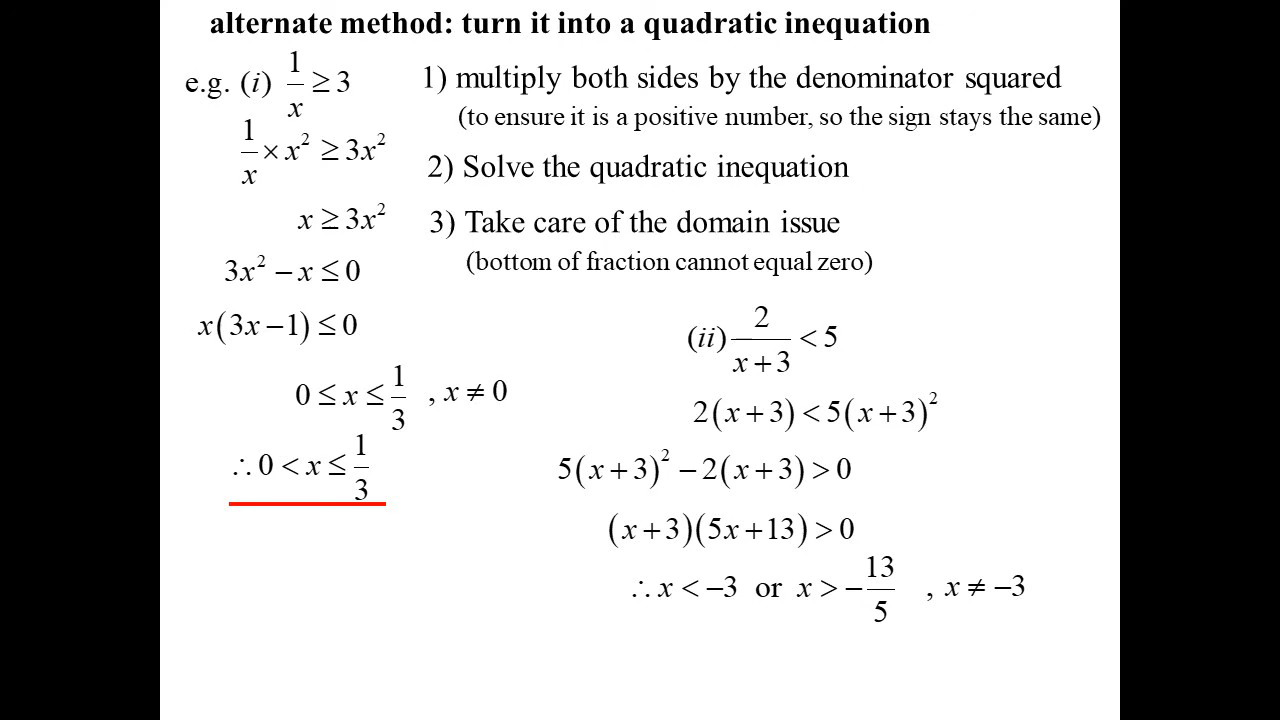 alternate method: turn it into a quadratic inequation
e.g. (i) 1/x ≥ 3
1/x × x² ≥ 3x²
x ≥ 3x²
3x² − x ≤ 0
x(3x − 1) ≤ 0
0 ≤ x ≤ 1/3 , x ≠ 0
∴ 0 < x ≤ 1/3
1) multiply both sides by the denominator squared
(to ensure it is a positive number, so the sign stays the same)
2) Solve the quadratic inequation
3) Take care of the domain issue
(bottom of fraction cannot equal zero)
(ii) 2/(x + 3) < 5
2(x + 3) < 5(x + 3)²
5(x + 3)² − 2(x + 3) > 0
(x + 3)(5x + 13) > 0
∴ x < −3 or x > −13/5 , x ≠ −3